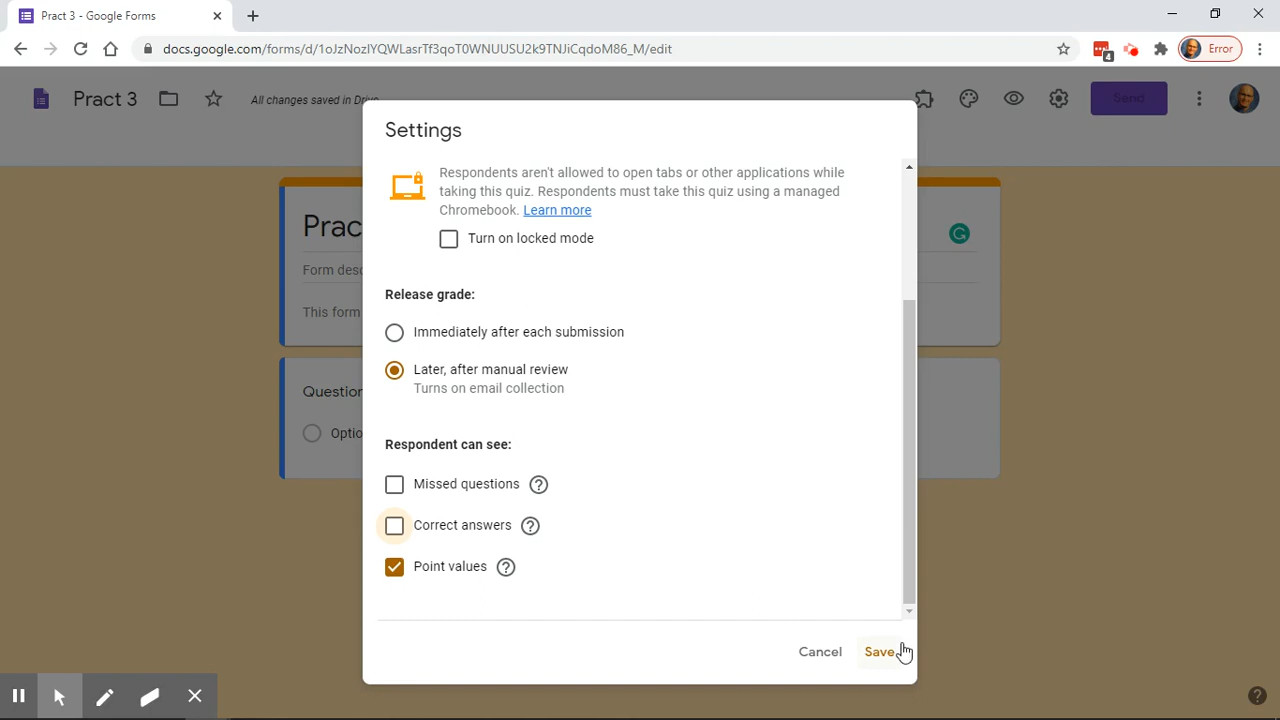 Pract 3 - Google Forms
docs.google.com/forms/d/1oJzNozIYQWLasrTf3qoT0WNUUSU2k9TNJiCqdoM86_M/edit
4
Error
Pract 3
All changes saved in Drive
Send
Settings
Respondents aren't allowed to open tabs or other applications while
taking this quiz. Respondents must take this quiz using a managed
Chromebook. Learn more
Turn on locked mode
Prac
Form desc
This form
Release grade:
Immediately after each submission
Later, after manual review
Turns on email collection
Question
Optio
Respondent can see:
Missed questions
Correct answers
Point values
Cancel
Save